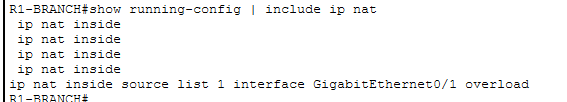 R1-BRANCH#show running-config | include ip nat
ip nat inside
ip nat inside
ip nat inside
ip nat inside
ip nat inside source list 1 interface GigabitEthernet0/1 overload
R1-BRANCH#